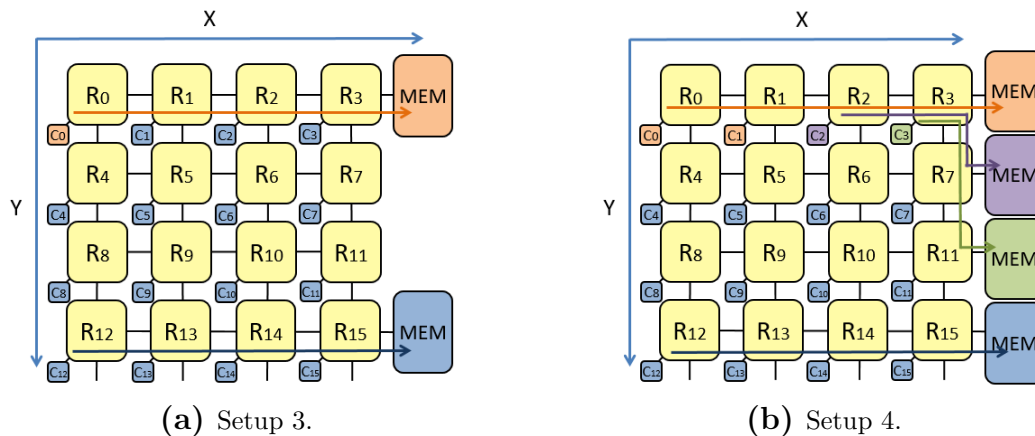 X
X
R0 R1 R2 R3 MEM
R0 R1 R2 R3 MEM
C0 C1 C2 C3
C0 C1 C2 C3
R4 R5 R6 R7
R4 R5 R6 R7 MEM
Y
Y
C4 C5 C6 C7
C4 C5 C6 C7
R8 R9 R10 R11
R8 R9 R10 R11 MEM
C8 C9 C10 C11
C8 C9 C10 C11
R12 R13 R14 R15 MEM
R12 R13 R14 R15 MEM
C12 C13 C14 C15
C12 C13 C14 C15
(a) Setup 3.
(b) Setup 4.